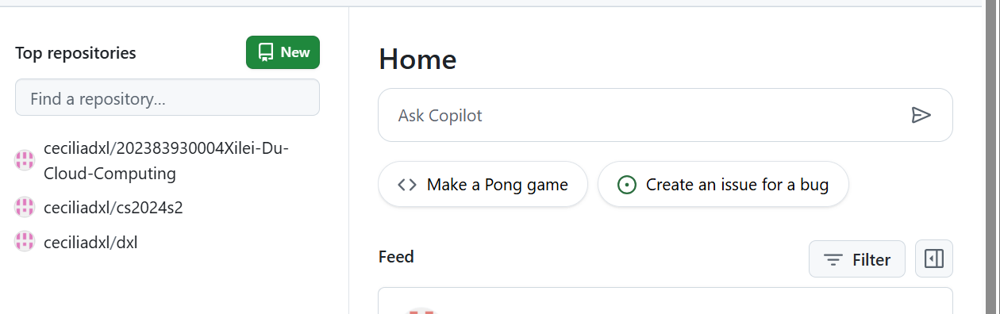 Top repositories
New
Find a repository...
ceciliadxl/202383930004Xilei-Du-
Cloud-Computing
ceciliadxl/cs2024s2
ceciliadxl/dxl
Home
Ask Copilot
Make a Pong game
Create an issue for a bug
Feed
Filter